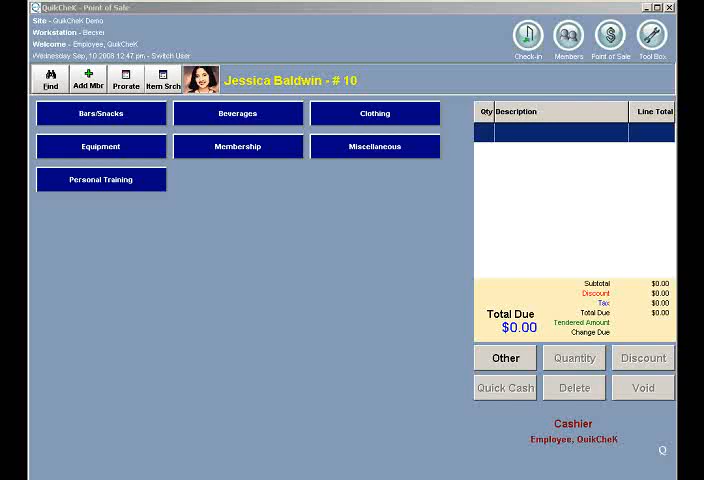 QuikCheK - Point of Sale
Site - QuikCheK Demo
Workstation - Becsei
Welcome - Employee, QuikCheK
Wednesday Sep, 10 2008 12:47 pm - Switch User
Check-in
Members
Point of Sale
Tool Box
Find
Add Mbr
Prorate
Item Srch
Jessica Baldwin - # 10
Bars/Snacks
Beverages
Clothing
Equipment
Membership
Miscellaneous
Personal Training
Qty
Description
Line Total
Subtotal $0.00
Discount $0.00
Tax $0.00
Total Due $0.00
Tendered Amount
Change Due
Total Due
$0.00
Other
Quantity
Discount
Quick Cash
Delete
Void
Cashier
Employee, QuikCheK
Q